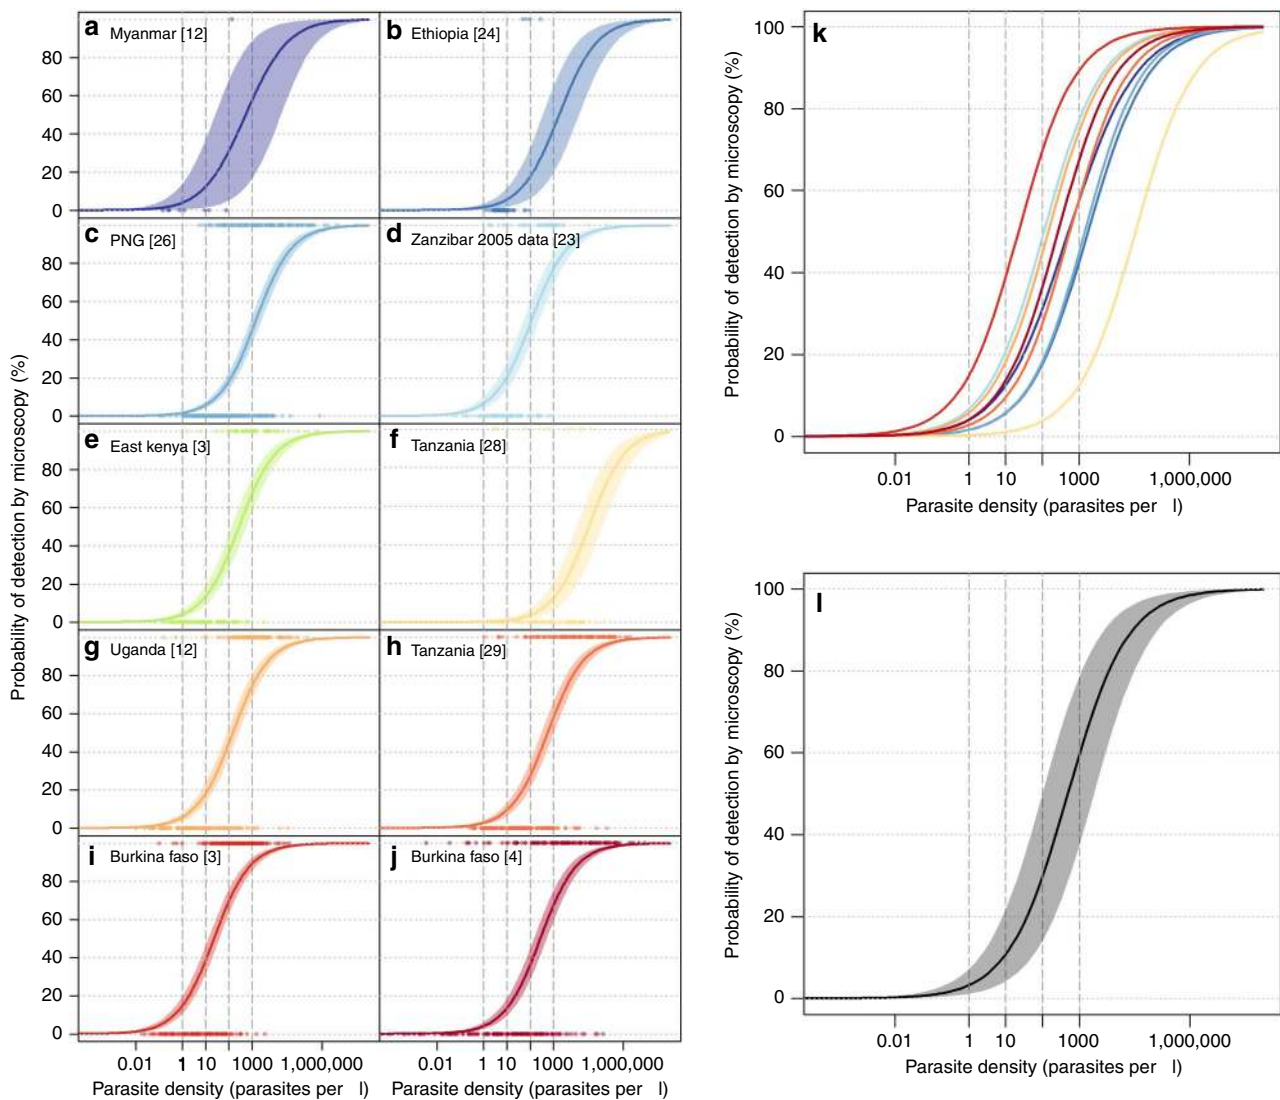 a Myanmar [12]
b Ethiopia [24]
80
60
40
20
0
c PNG [26]
d Zanzibar 2005 data [23]
80
60
40
20
0
e East kenya [3]
f Tanzania [28]
80
60
40
20
0
g Uganda [12]
h Tanzania [29]
80
60
40
20
0
i Burkina faso [3]
j Burkina faso [4]
80
60
40
20
0
0.01 1 10 1000 1,000,000
0.01 1 10 1000 1,000,000
Parasite density (parasites per l)
Parasite density (parasites per l)
Probability of detection by microscopy (%)
k
100
80
60
40
20
0
0.01 1 10 1000 1,000,000
Parasite density (parasites per l)
Probability of detection by microscopy (%)
l
100
80
60
40
20
0
0.01 1 10 1000 1,000,000
Parasite density (parasites per l)
Probability of detection by microscopy (%)